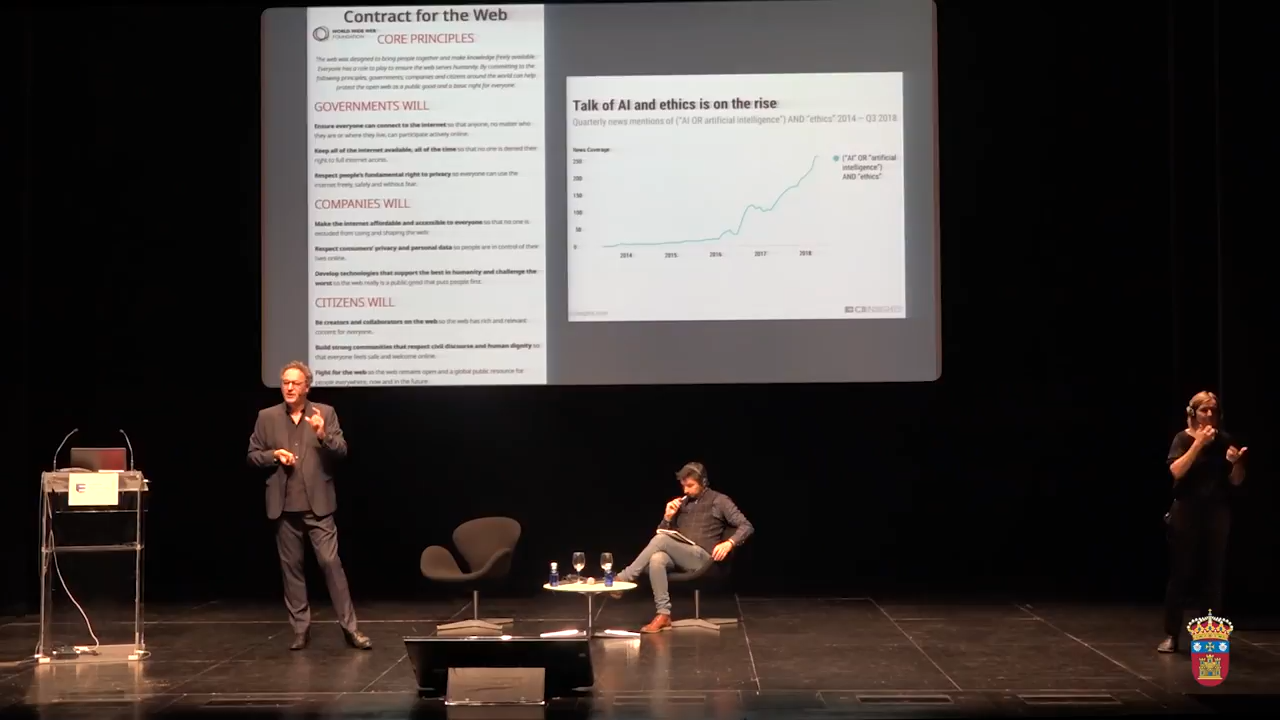 Contract for the Web
WORLD WIDE WEB
FOUNDATION
CORE PRINCIPLES
The web was designed to bring people together and make knowledge freely available.
Everyone has a role to play to ensure the web serves humanity. By committing to the
following principles, governments, companies and citizens around the world can help
protect the open web as a public good and a basic right for everyone.
GOVERNMENTS WILL
Ensure everyone can connect to the internet so that anyone, no matter who
they are or where they live, can participate actively online.
Keep all of the internet available, all of the time so that no one is denied their
right to full internet access.
Respect people's fundamental right to privacy so everyone can use the
internet freely, safely and without fear.
COMPANIES WILL
Make the internet affordable and accessible to everyone so that no one is
excluded from using and shaping the web.
Respect consumers' privacy and personal data so people are in control of their
lives online.
Develop technologies that support the best in humanity and challenge the
worst so the web really is a public good that puts people first.
CITIZENS WILL
Be creators and collaborators on the web so the web has rich and relevant
content for everyone.
Build strong communities that respect civil discourse and human dignity so
that everyone feels safe and welcome online.
Fight for the web so the web remains open and a global public resource for
people everywhere, now and in the future.
Talk of AI and ethics is on the rise
Quarterly news mentions of ("AI OR artificial intelligence") AND "ethics" 2014 – Q3 2018
News Coverage
250
200
150
100
50
0
2014
2015
2016
2017
2018
("AI" OR "artificial
intelligence")
AND "ethics"
CBINSIGHTS